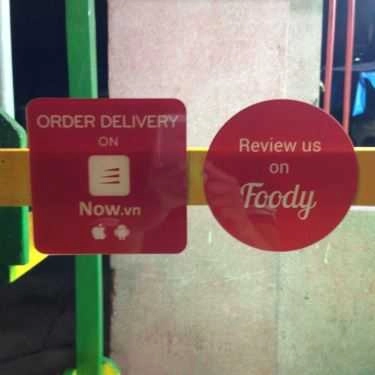 ORDER DELIVERY
ON
Now.vn
Review us
on
Foody